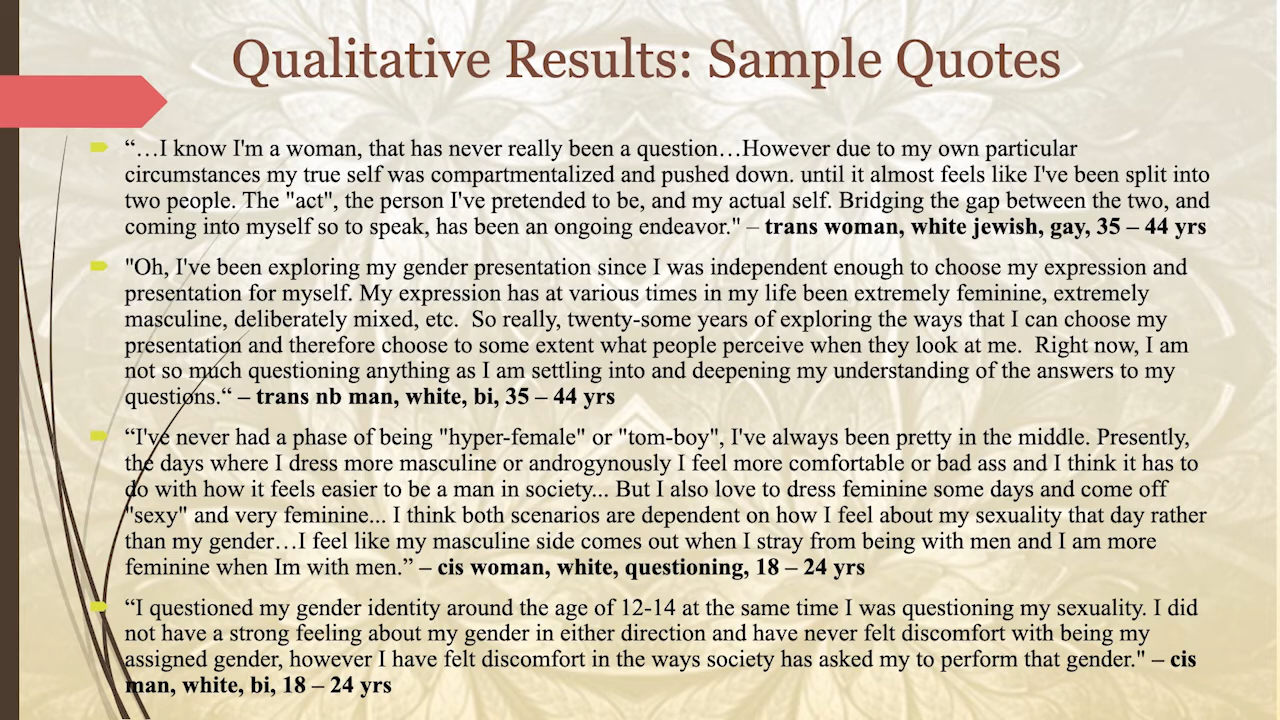 Qualitative Results: Sample Quotes
“…I know I'm a woman, that has never really been a question…However due to my own particular
circumstances my true self was compartmentalized and pushed down. until it almost feels like I've been split into
two people. The "act", the person I've pretended to be, and my actual self. Bridging the gap between the two, and
coming into myself so to speak, has been an ongoing endeavor." – trans woman, white jewish, gay, 35 – 44 yrs
"Oh, I've been exploring my gender presentation since I was independent enough to choose my expression and
presentation for myself. My expression has at various times in my life been extremely feminine, extremely
masculine, deliberately mixed, etc.  So really, twenty-some years of exploring the ways that I can choose my
presentation and therefore choose to some extent what people perceive when they look at me.  Right now, I am
not so much questioning anything as I am settling into and deepening my understanding of the answers to my
questions.“ – trans nb man, white, bi, 35 – 44 yrs
“I've never had a phase of being "hyper-female" or "tom-boy", I've always been pretty in the middle. Presently,
the days where I dress more masculine or androgynously I feel more comfortable or bad ass and I think it has to
do with how it feels easier to be a man in society... But I also love to dress feminine some days and come off
"sexy" and very feminine... I think both scenarios are dependent on how I feel about my sexuality that day rather
than my gender…I feel like my masculine side comes out when I stray from being with men and I am more
feminine when Im with men.” – cis woman, white, questioning, 18 – 24 yrs
“I questioned my gender identity around the age of 12-14 at the same time I was questioning my sexuality. I did
not have a strong feeling about my gender in either direction and have never felt discomfort with being my
assigned gender, however I have felt discomfort in the ways society has asked my to perform that gender." – cis
man, white, bi, 18 – 24 yrs